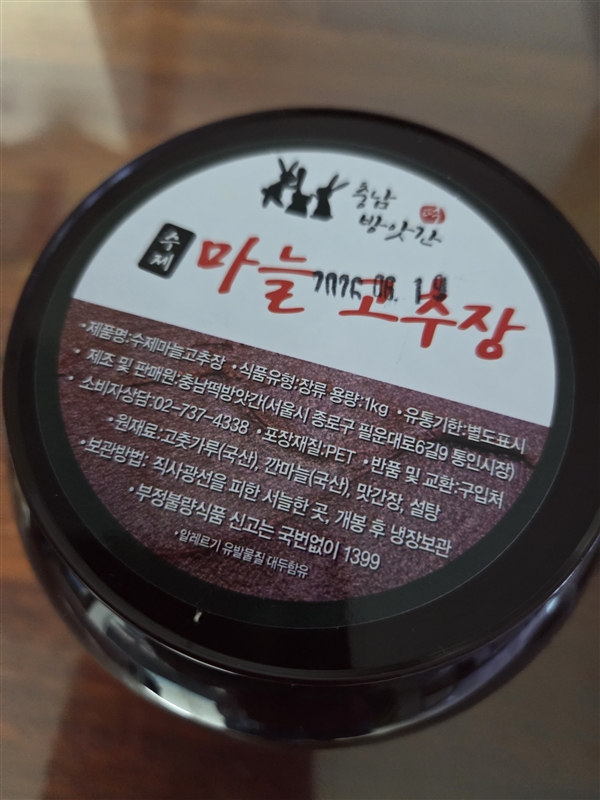 충남
방앗간
떡
수제
마늘 고추장
2026.06.1
•제품명:수제마늘고추장 •식품유형:장류 용량:1kg •유통기한:별도표시
•제조 및 판매원:충남떡방앗간(서울시 종로구 필운대로6길9 통인시장)
•소비자상담:02-737-4338 •포장재질:PET •반품 및 교환:구입처
•원재료:고춧가루(국산), 깐마늘(국산), 맛간장, 설탕
•보관방법: 직사광선을 피한 서늘한 곳, 개봉 후 냉장보관
•부정불량식품 신고는 국번없이 1399
•알레르기 유발물질 대두함유